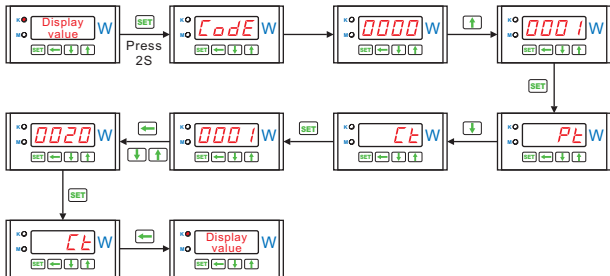 K
M
Display
value
W
SET
SET
Press
2S
K
M
CodE
W
SET
K
M
0000
W
SET
K
M
0001
W
SET
SET
K
M
0020
W
SET
K
M
0001
W
SET
SET
K
M
Ct
W
SET
K
M
Pt
W
SET
SET
K
M
Ct
W
SET
K
M
Display
value
W
SET